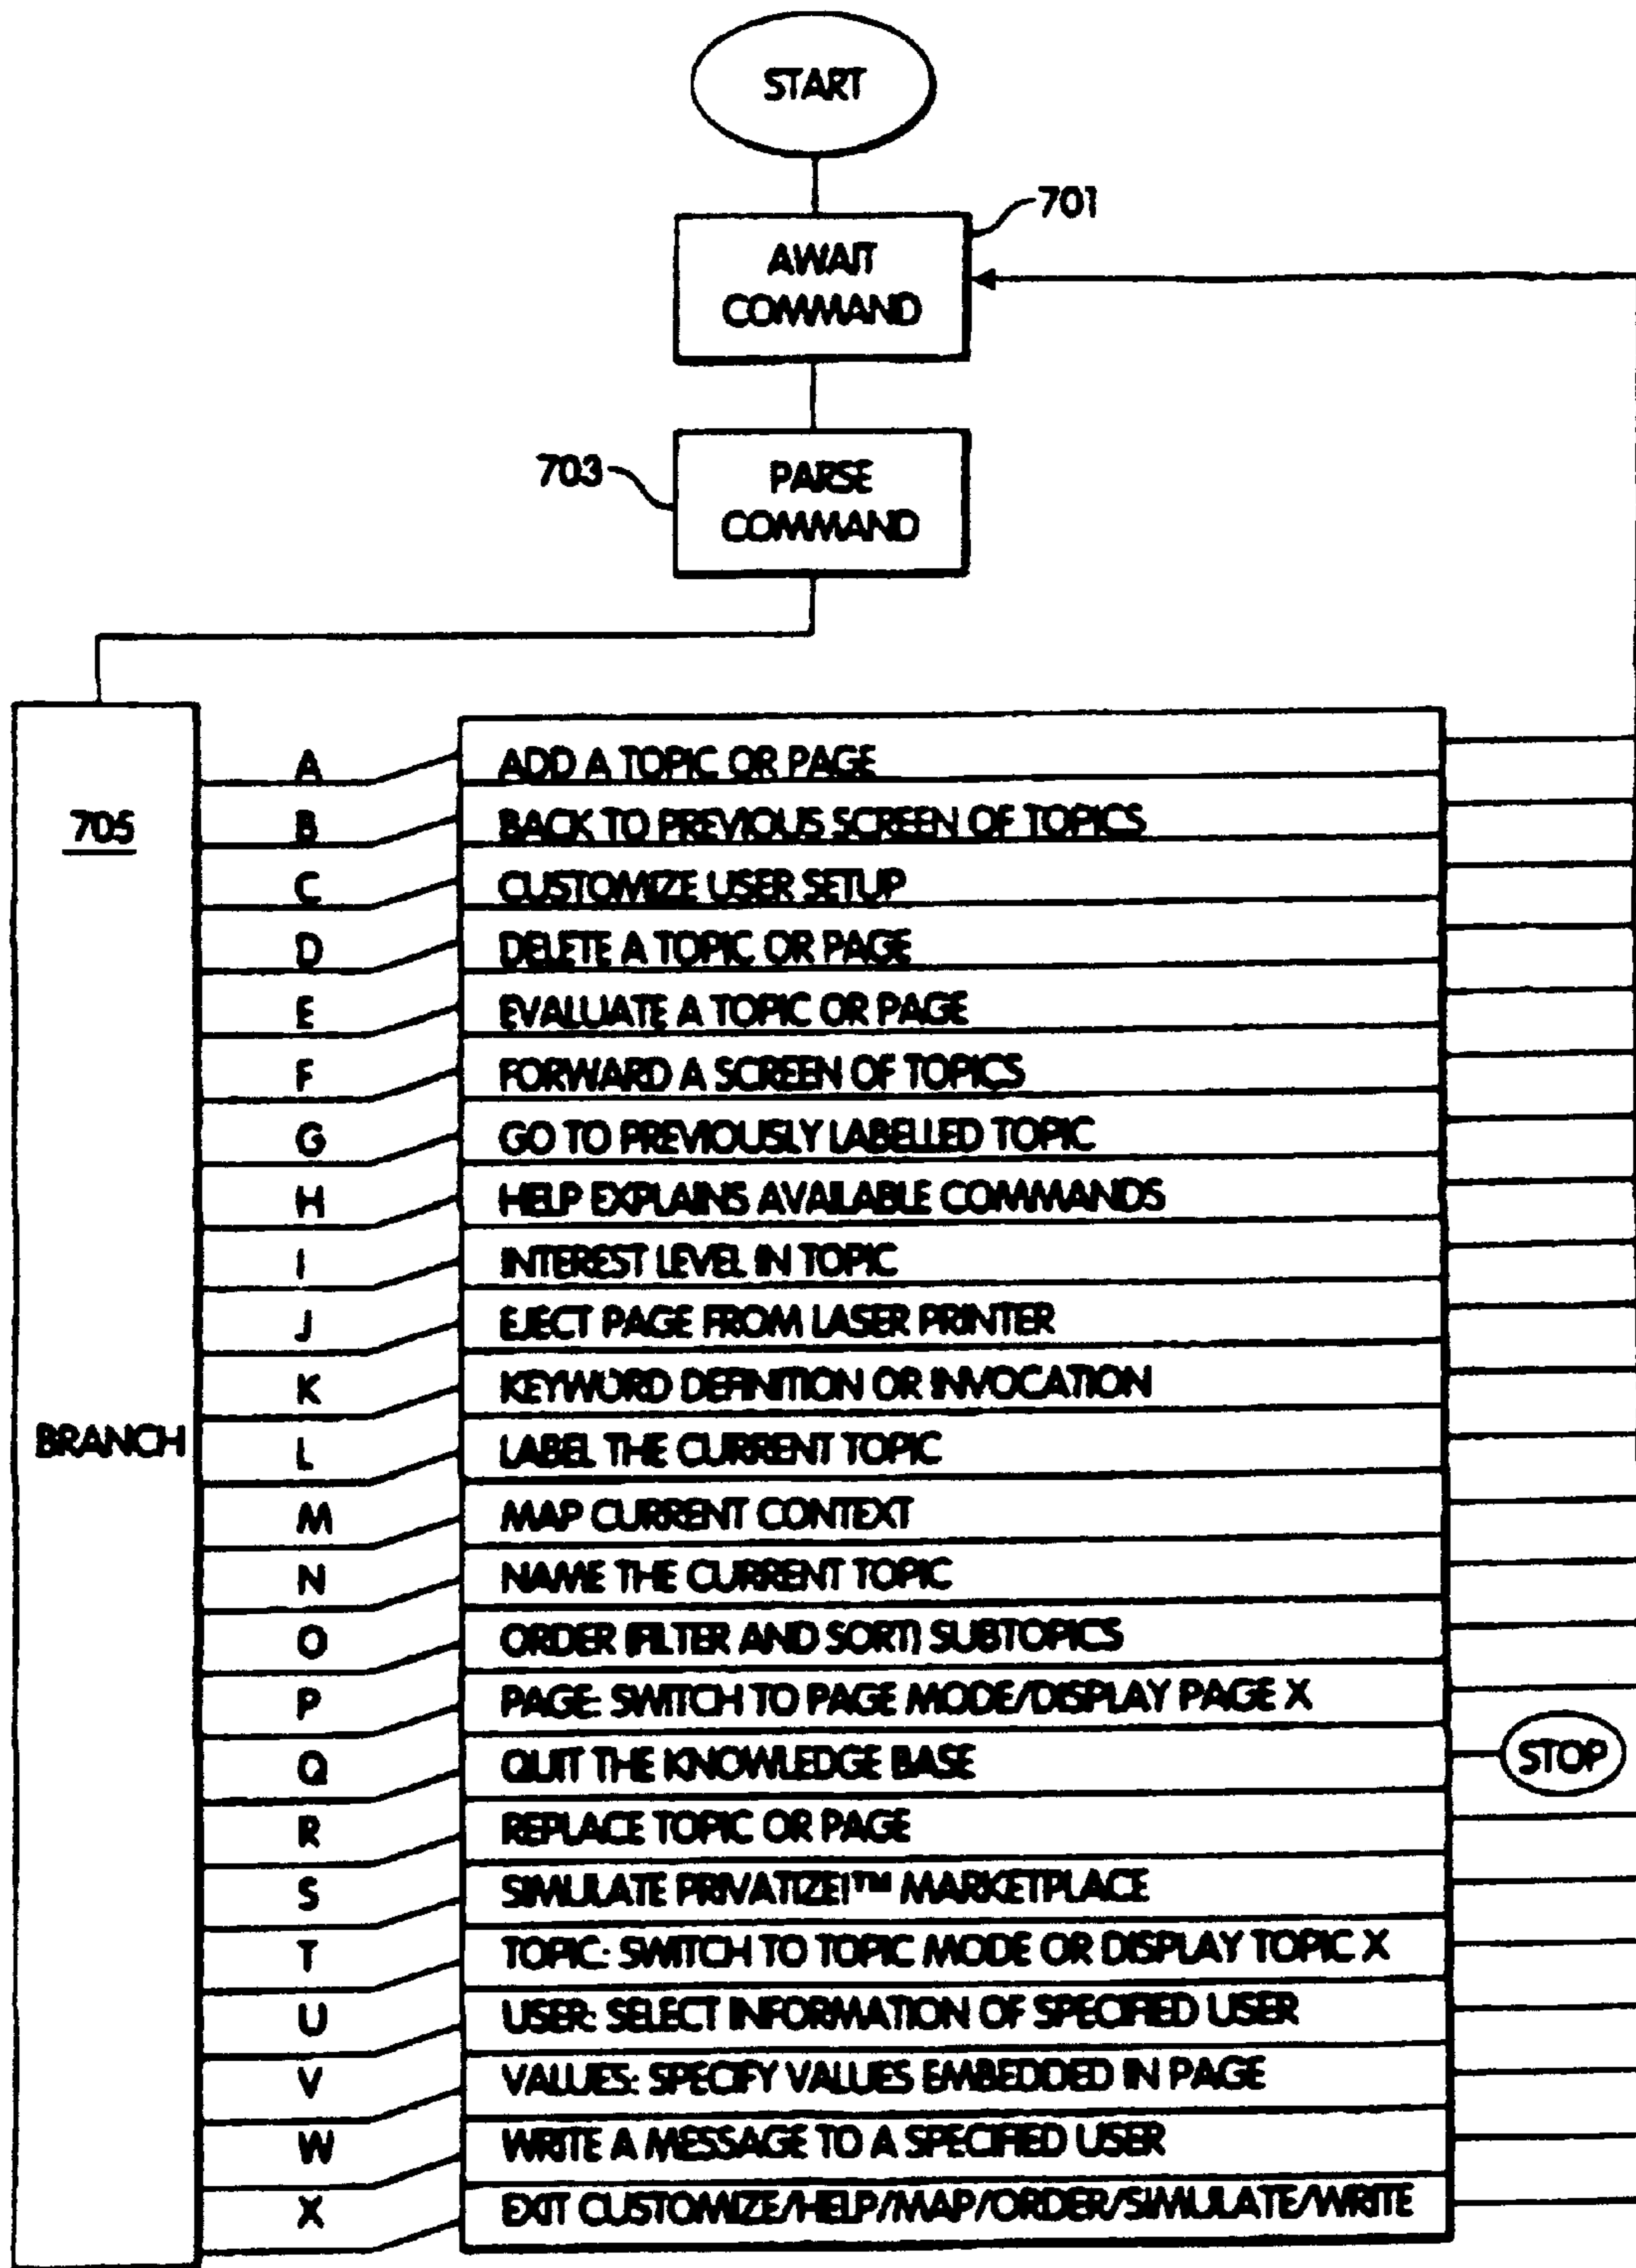 START
701
AWAIT
COMMAND
703
PARSE
COMMAND
705
BRANCH
A ADD A TOPIC OR PAGE
B BACK TO PREVIOUS SCREEN OF TOPICS
C CUSTOMIZE USER SETUP
D DELETE A TOPIC OR PAGE
E EVALUATE A TOPIC OR PAGE
F FORWARD A SCREEN OF TOPICS
G GO TO PREVIOUSLY LABELLED TOPIC
H HELP EXPLAINS AVAILABLE COMMANDS
I INTEREST LEVEL IN TOPIC
J EJECT PAGE FROM LASER PRINTER
K KEYWORD DEFINITION OR INVOCATION
L LABEL THE CURRENT TOPIC
M MAP CURRENT CONTEXT
N NAME THE CURRENT TOPIC
O ORDER (FILTER AND SORT) SUBTOPICS
P PAGE: SWITCH TO PAGE MODE/DISPLAY PAGE X
Q QUIT THE KNOWLEDGE BASE
STOP
R REPLACE TOPIC OR PAGE
S SIMULATE PRIVATIZE!™ MARKETPLACE
T TOPIC: SWITCH TO TOPIC MODE OR DISPLAY TOPIC X
U USER: SELECT INFORMATION OF SPECIFIED USER
V VALUES: SPECIFY VALUES EMBEDDED IN PAGE
W WRITE A MESSAGE TO A SPECIFIED USER
X EXIT CUSTOMIZE/HELP/MAP/ORDER/SIMULATE/WRITE